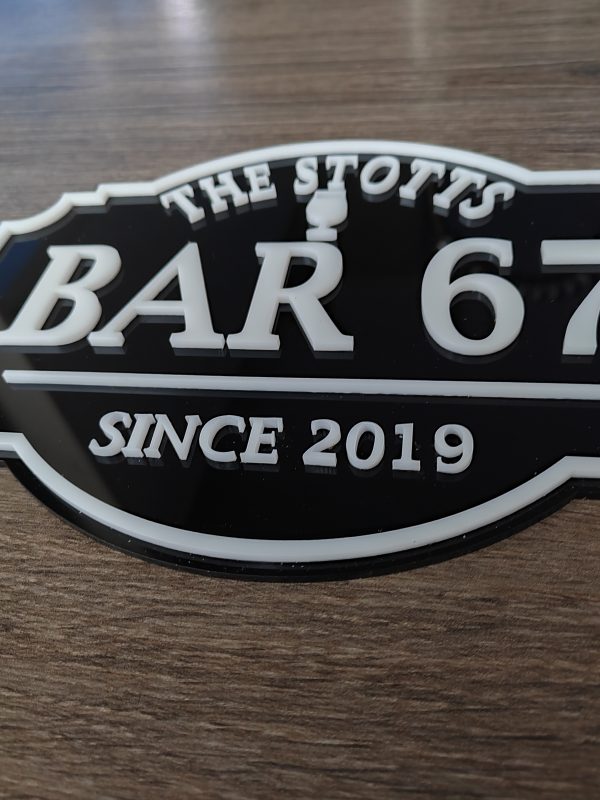 THE STOTTS
BAR 67
SINCE 2019